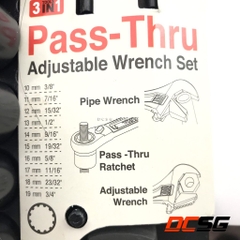 3 IN 1
Pass-Thru
Adjustable Wrench Set
10 mm 3/8"
11 mm 7/16"
12 mm 15/32"
13 mm 1/2"
14 mm 9/16"
15 mm 19/32"
16 mm 5/8"
17 mm 11/16"
18 mm 23/32"
19 mm 3/4"
Pipe Wrench
Pass -Thru
Ratchet
Adjustable
Wrench
DCSG